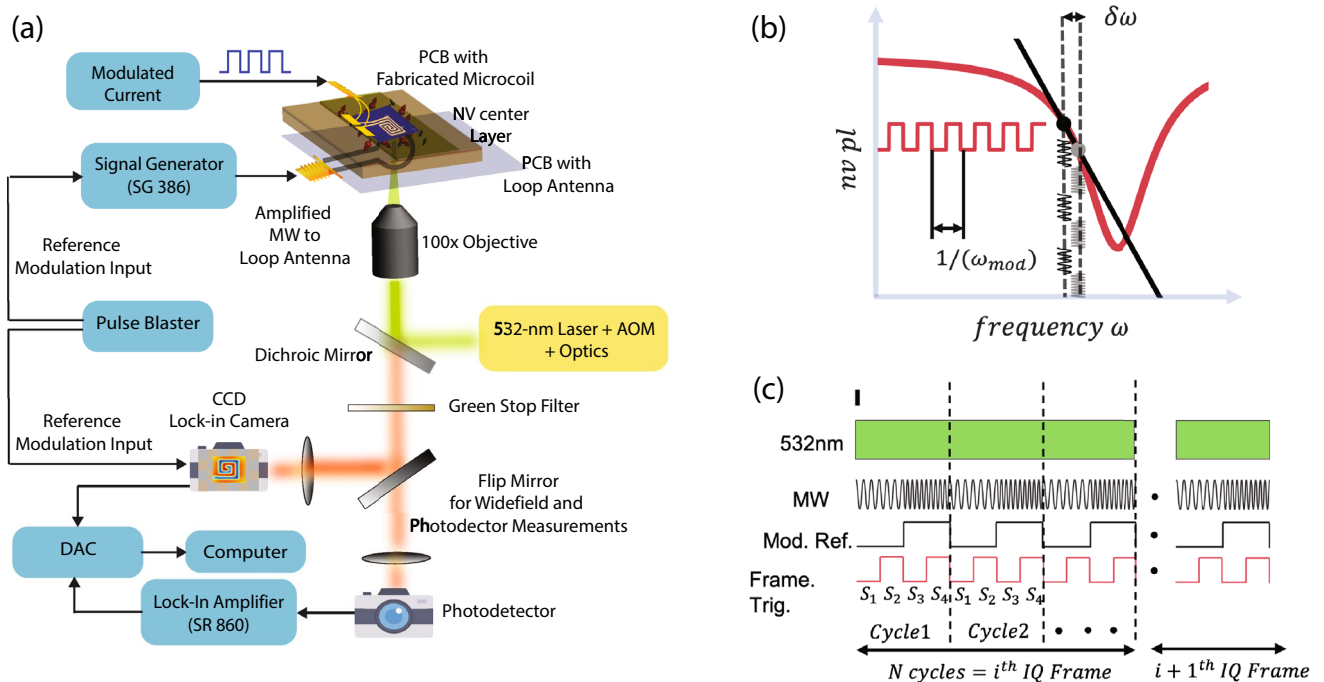 (a)
Modulated
Current
PCB with
Fabricated Microcoil
NV center
Layer
PCB with
Loop Antenna
Signal Generator
(SG 386)
Amplified
MW to
Loop Antenna
100x Objective
Reference
Modulation Input
Pulse Blaster
532-nm Laser + AOM
+ Optics
Dichroic Mirror
Green Stop Filter
CCD
Lock-in Camera
Reference
Modulation Input
Flip Mirror
for Widefield and
Photodector Measurements
DAC
Computer
Lock-In Amplifier
(SR 860)
Photodetector
(b)
δω
nv pl
1/(ω_mod)
frequency ω
(c)
I
532nm
MW
Mod. Ref.
Frame.
Trig.
S₁ S₂ S₃ S₄ S₁ S₂ S₃ S₄
Cycle1 Cycle2 • • •
N cycles = iᵗʰ IQ Frame
i + 1ᵗʰ IQ Frame